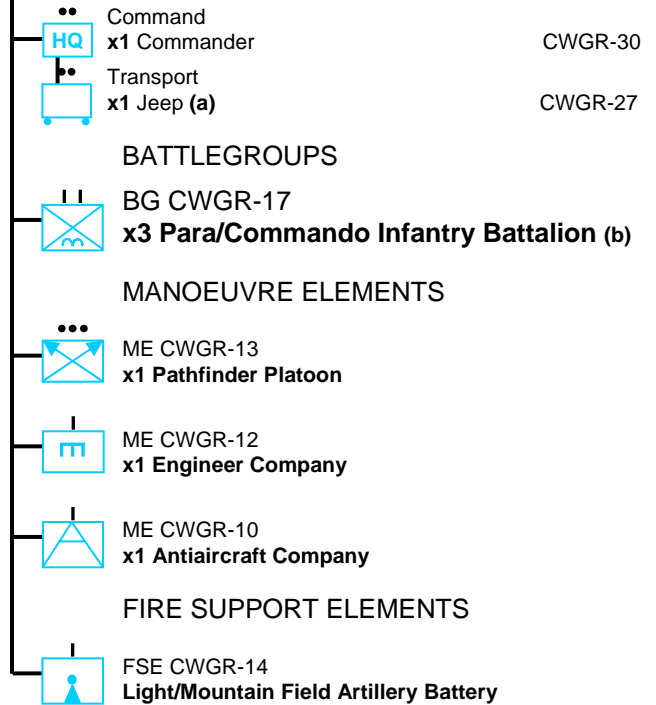 Command
HQ x1 Commander CWGR-30
Transport
x1 Jeep (a) CWGR-27
BATTLEGROUPS
BG CWGR-17
x3 Para/Commando Infantry Battalion (b)
MANOEUVRE ELEMENTS
ME CWGR-13
x1 Pathfinder Platoon
ME CWGR-12
x1 Engineer Company
ME CWGR-10
x1 Antiaircraft Company
FIRE SUPPORT ELEMENTS
FSE CWGR-14
Light/Mountain Field Artillery Battery